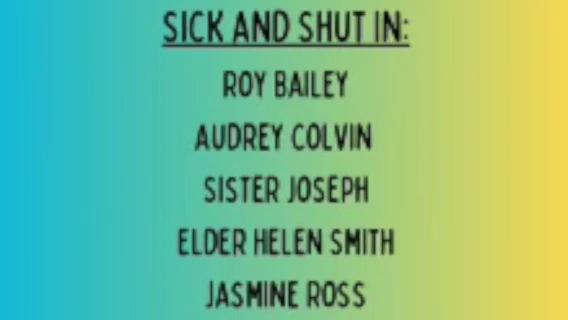 SICK AND SHUT IN:
ROY BAILEY
AUDREY COLVIN
SISTER JOSEPH
ELDER HELEN SMITH
JASMINE ROSS